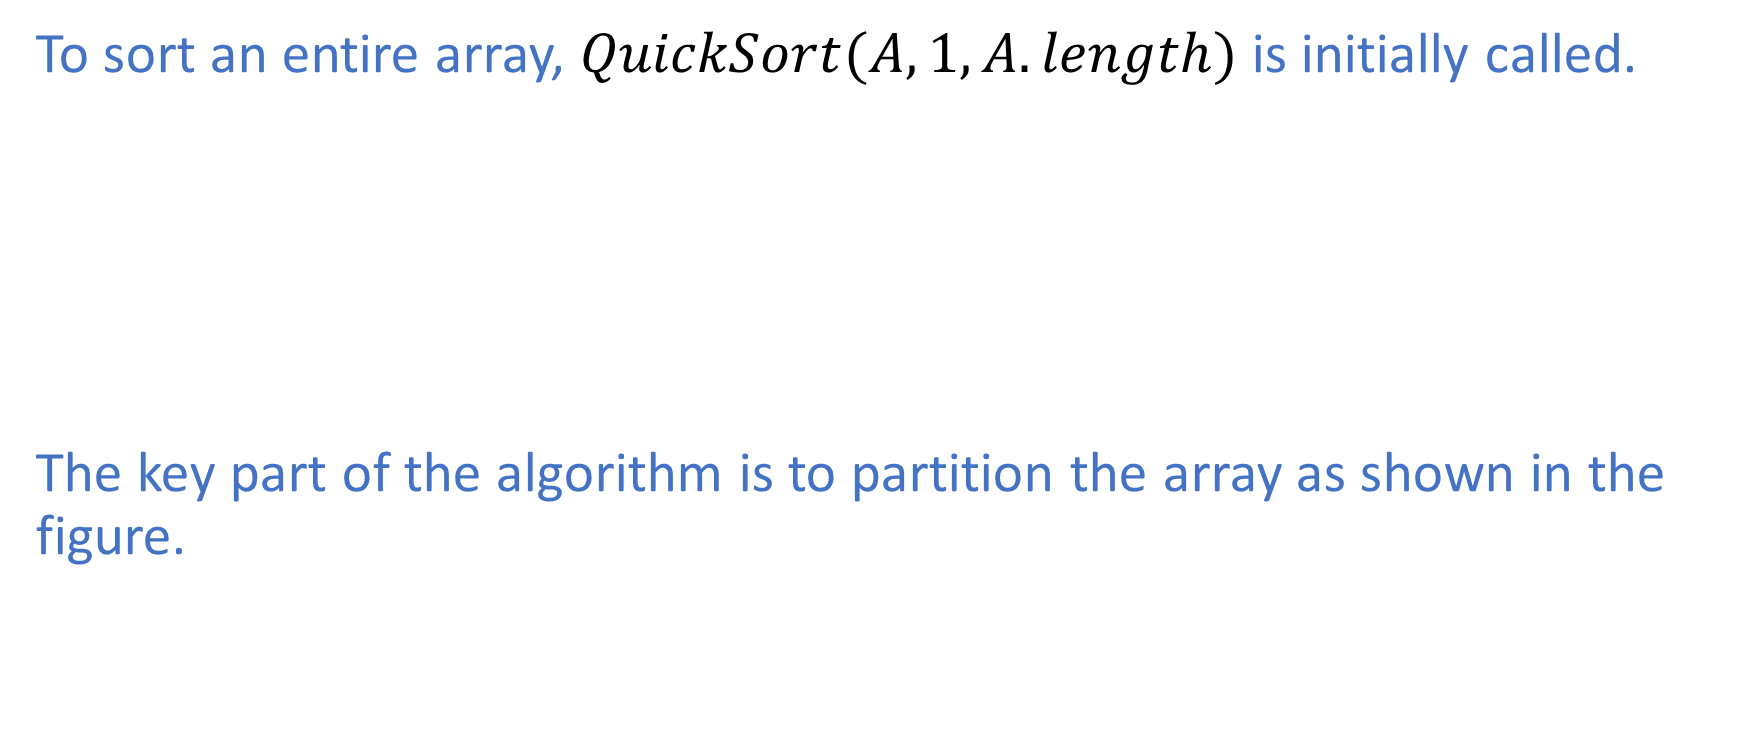 To sort an entire array, QuickSort(A, 1, A. length) is initially called.
The key part of the algorithm is to partition the array as shown in the
figure.